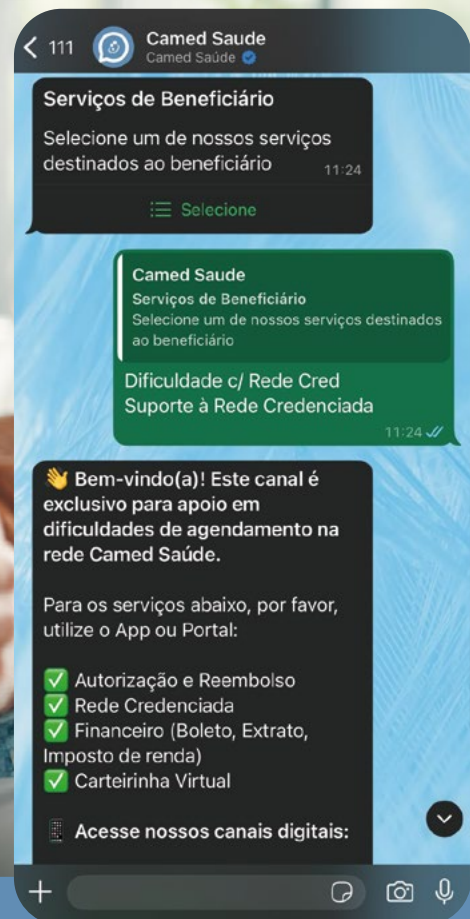 111
Camed Saude
Camed Saúde
Serviços de Beneficiário
Selecione um de nossos serviços
destinados ao beneficiário
11:24
Selecione
Camed Saude
Serviços de Beneficiário
Selecione um de nossos serviços destinados
ao beneficiário
Dificuldade c/ Rede Cred
Suporte à Rede Credenciada
11:24
👋 Bem-vindo(a)! Este canal é
exclusivo para apoio em
dificuldades de agendamento na
rede Camed Saúde.
Para os serviços abaixo, por favor,
utilize o App ou Portal:
✅ Autorização e Reembolso
✅ Rede Credenciada
✅ Financeiro (Boleto, Extrato,
Imposto de renda)
✅ Carteirinha Virtual
📱 Acesse nossos canais digitais: